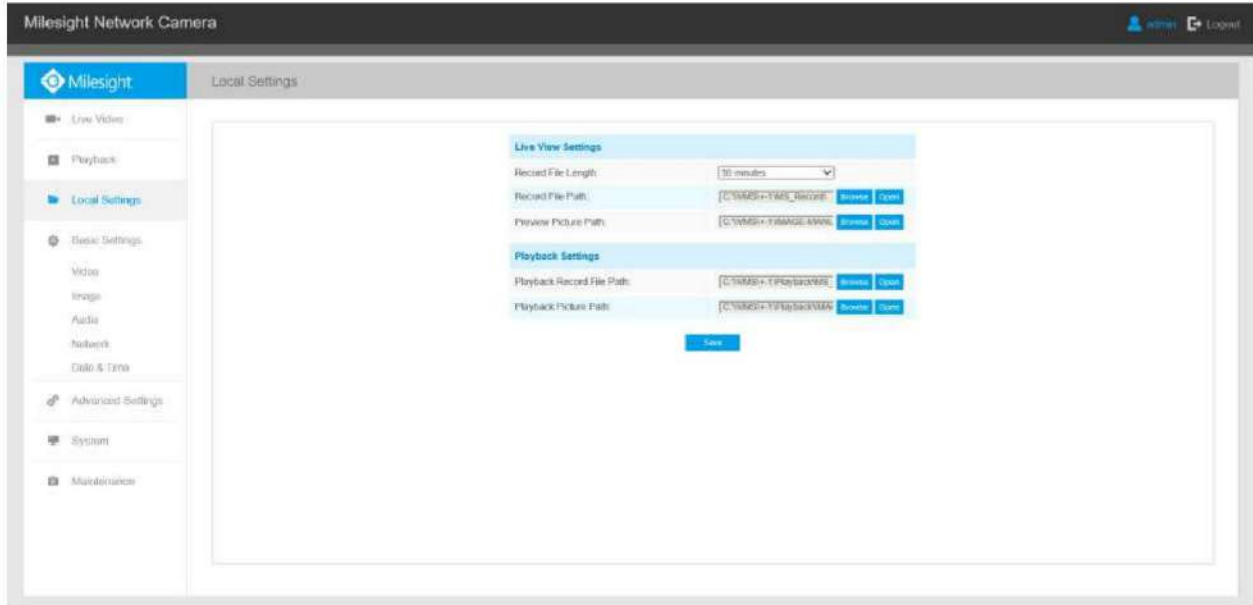 Milesight Network Camera
admin Logout
Milesight
Local Settings
Live Video
Playback
Local Settings
Basic Settings
Video
Image
Audio
Network
Date & Time
Advanced Settings
System
Maintenance
Live View Settings
Record File Length:
Record File Path: Browse Open
Preview Picture Path: Browse Open
Playback Settings
Playback Record File Path: Browse Open
Playback Picture Path: Browse Open
Save